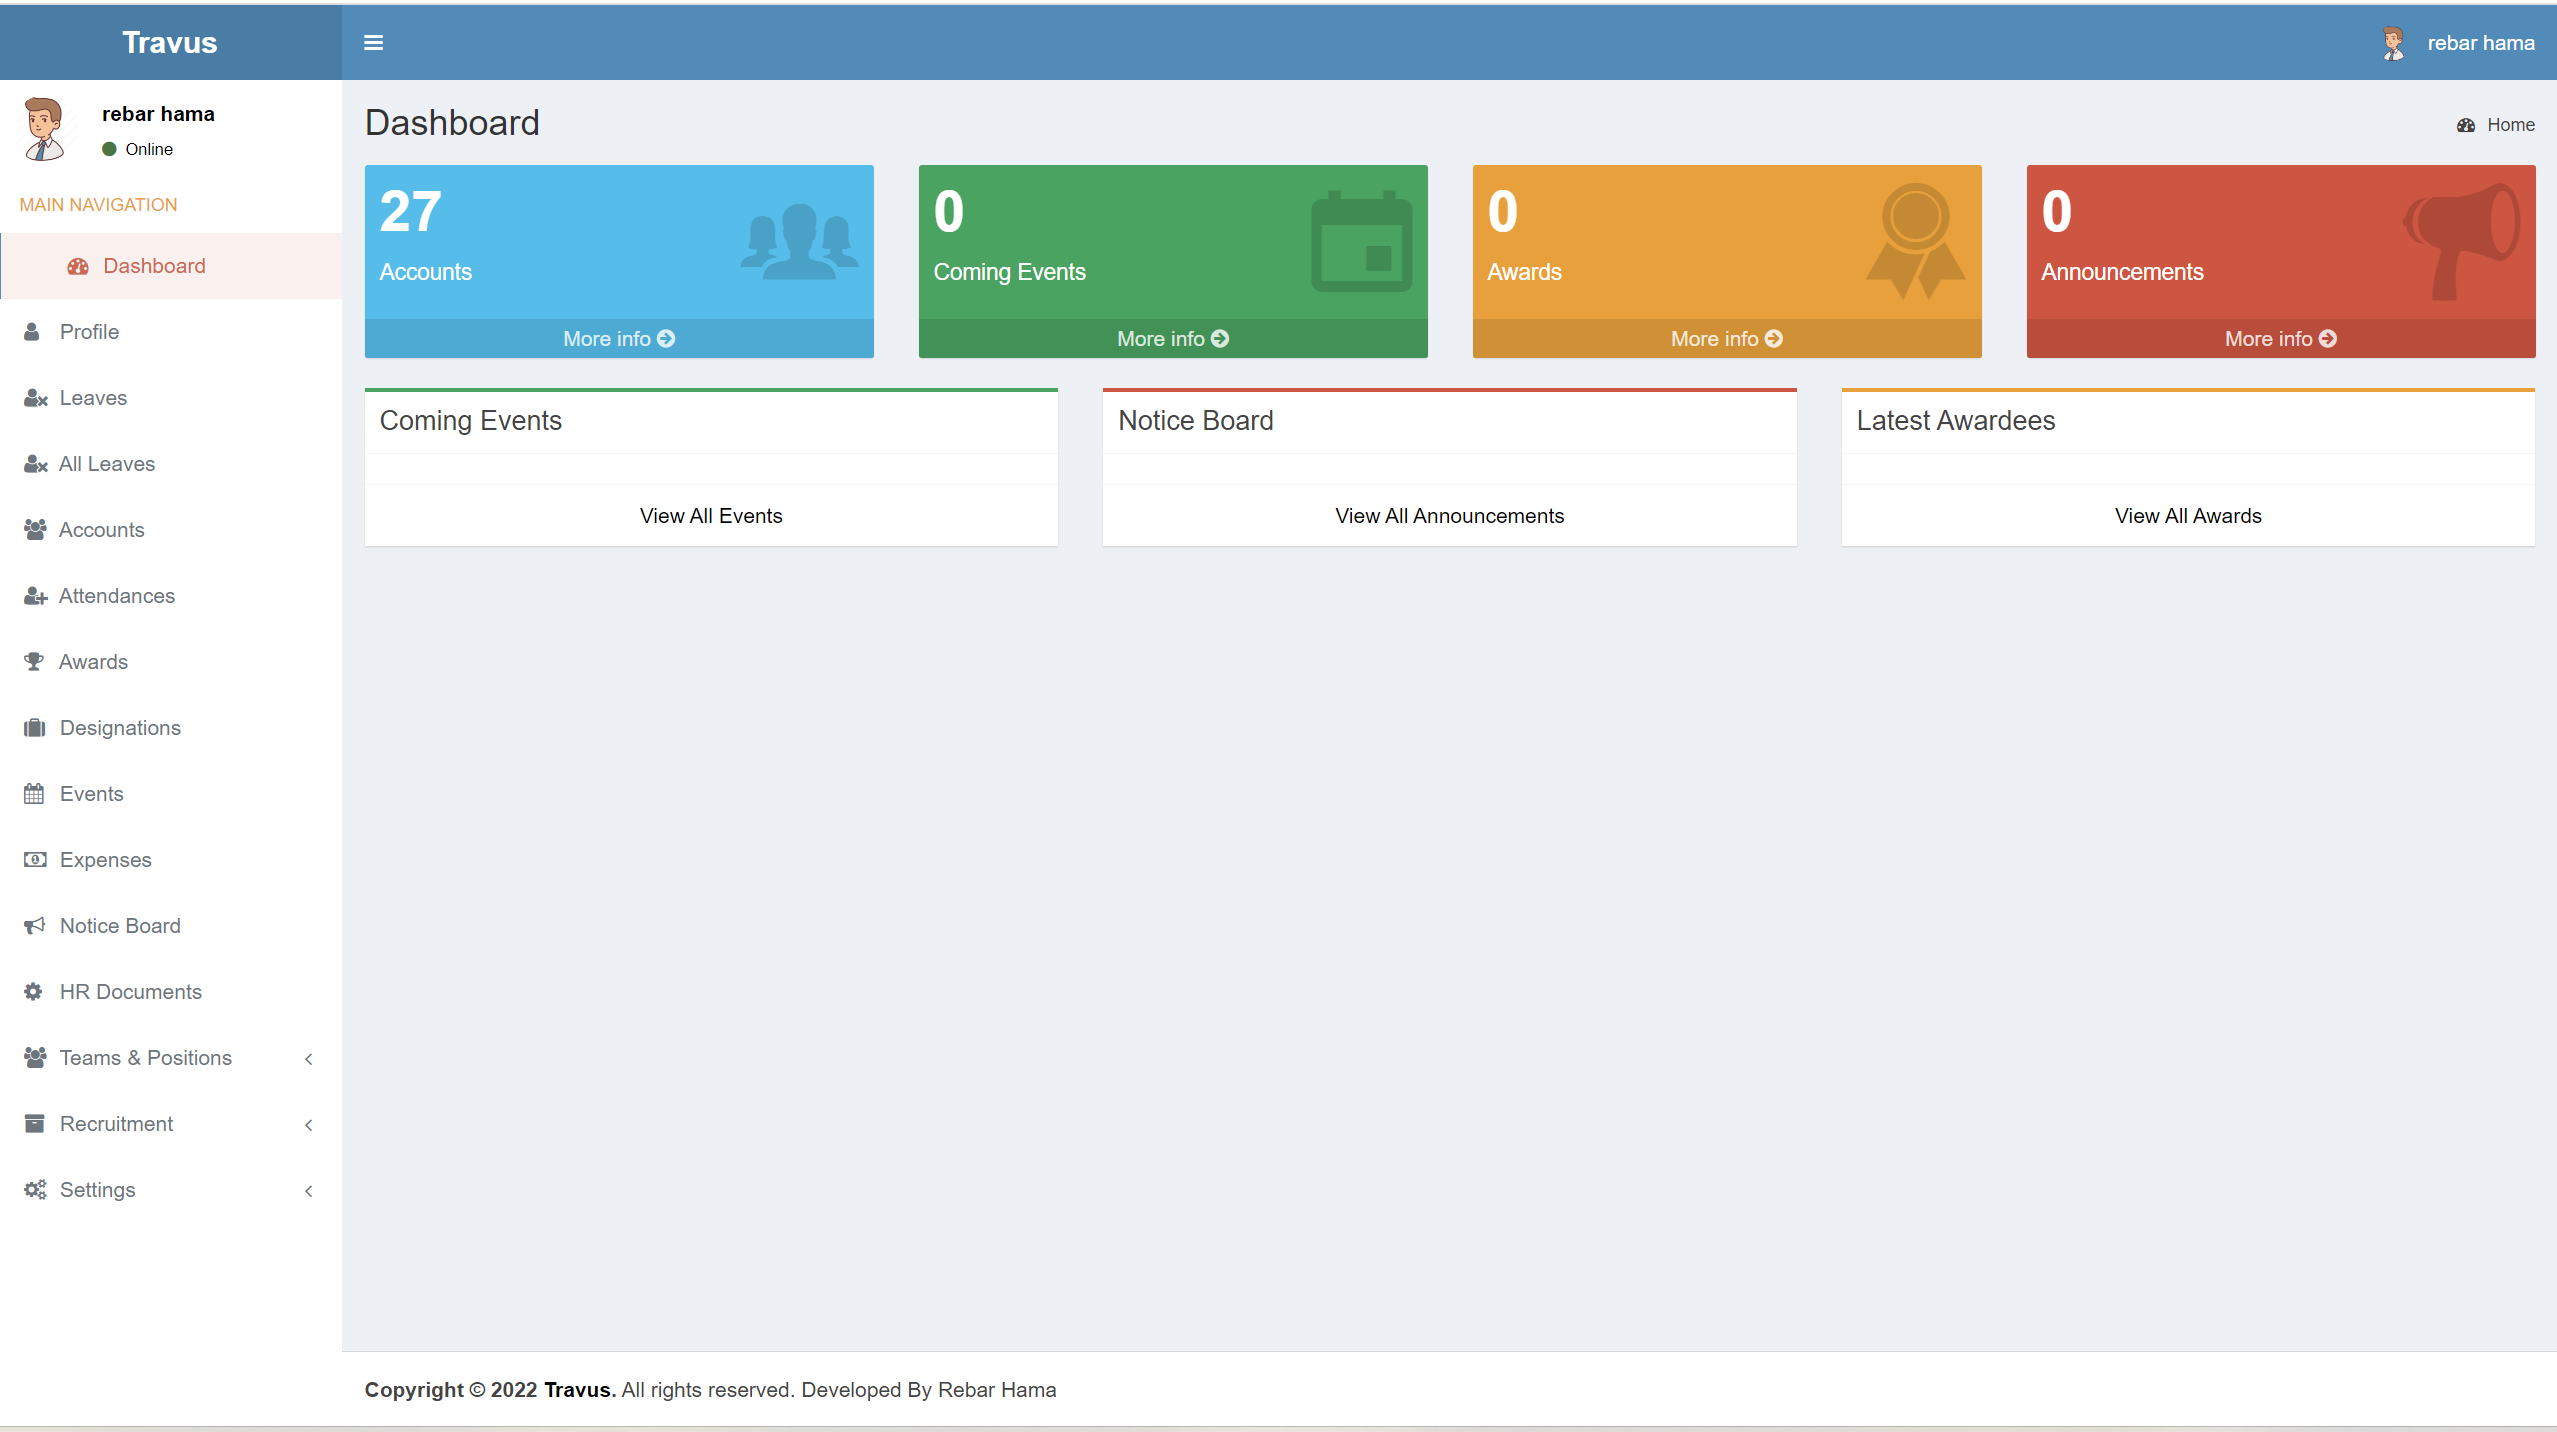 Travus
rebar hama
rebar hama
Online
MAIN NAVIGATION
Dashboard
Profile
Leaves
All Leaves
Accounts
Attendances
Awards
Designations
Events
Expenses
Notice Board
HR Documents
Teams & Positions
Recruitment
Settings
Dashboard
Home
27
Accounts
More info
0
Coming Events
More info
0
Awards
More info
0
Announcements
More info
Coming Events
View All Events
Notice Board
View All Announcements
Latest Awardees
View All Awards
Copyright © 2022 Travus. All rights reserved. Developed By Rebar Hama